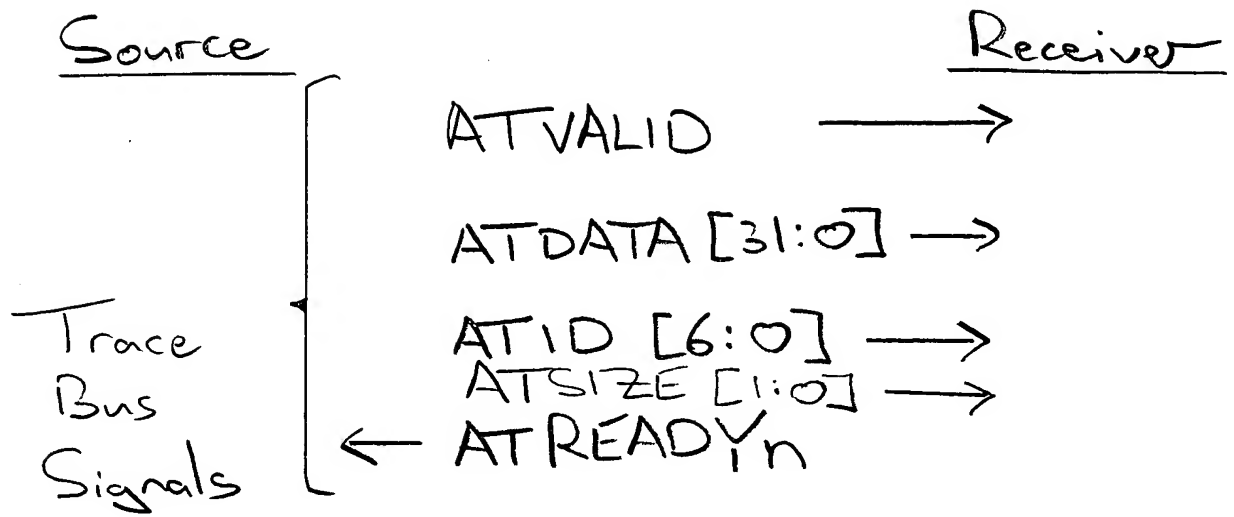 Source Receiver
ATVALID
ATDATA [31:0]
Trace ATID [6:0]
Bus ATSIZE [1:0]
Signals ATREADYn